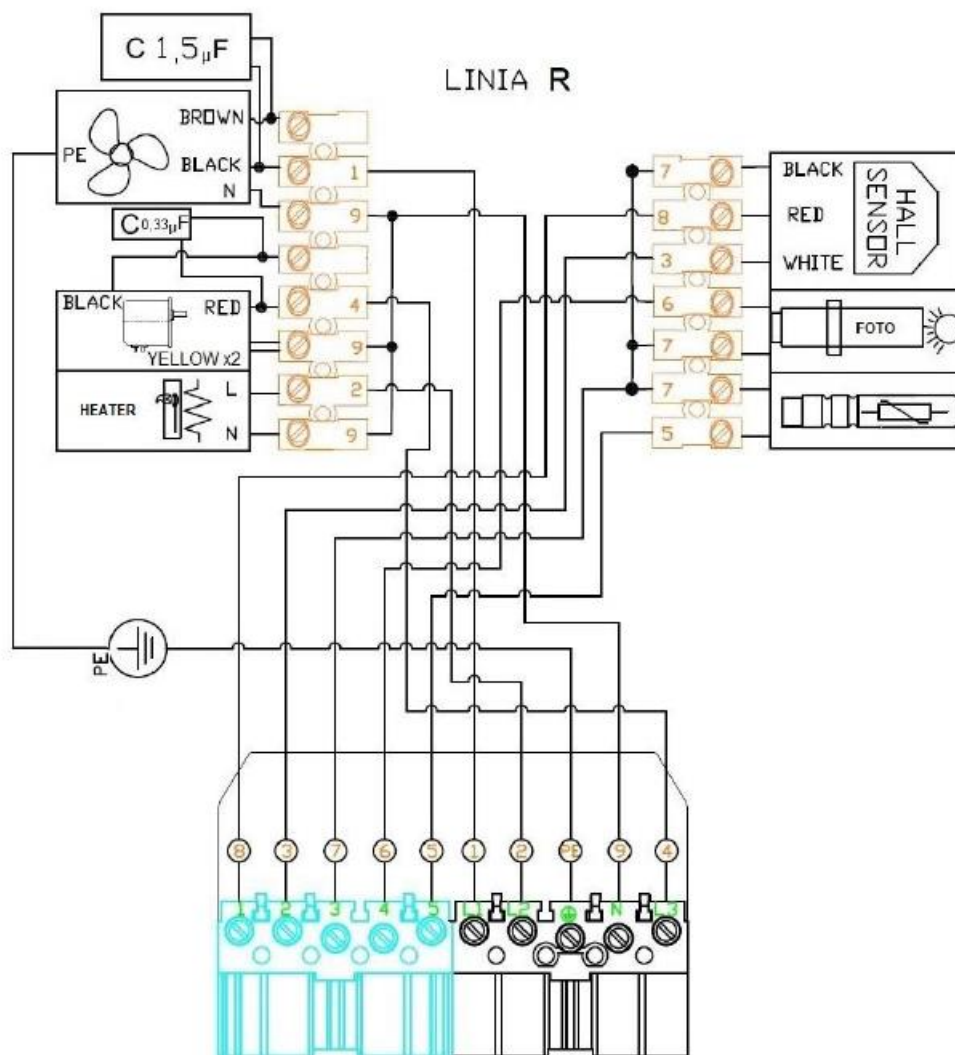 C 1,5µF
LINIA R
BROWN
PE
BLACK
N
1
9
C 0,33µF
BLACK
RED
4
YELLOW x2
9
HEATER
L
2
N
9
7
BLACK
8
RED
3
WHITE
HALL
SENSOR
6
FOTO
7
7
5
PE
8
3
7
6
5
1
2
PE
9
4
1
2
3
4
5
L1
L2
N
L3